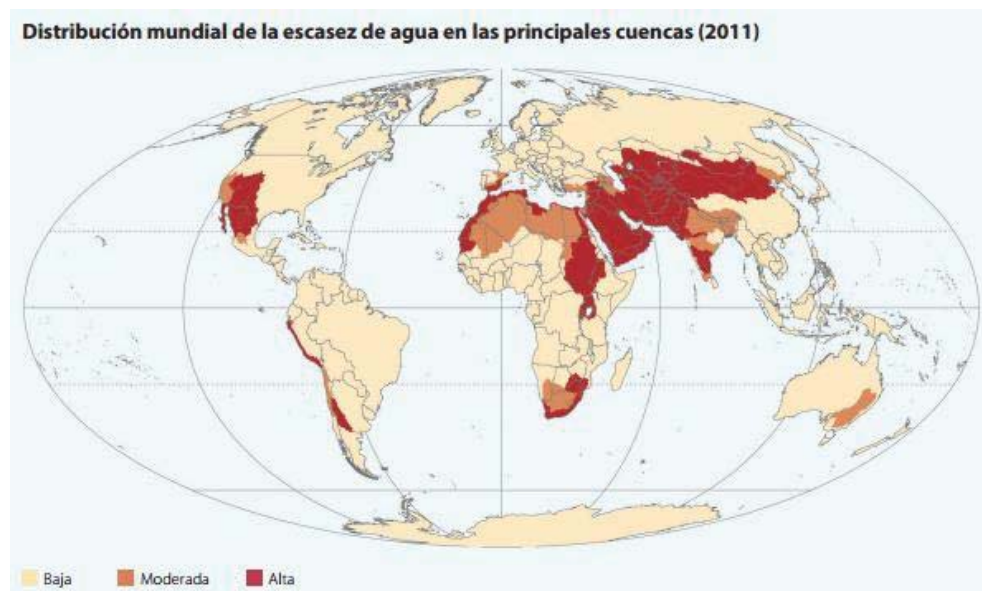 Distribución mundial de la escasez de agua en las principales cuencas (2011)
Baja
Moderada
Alta